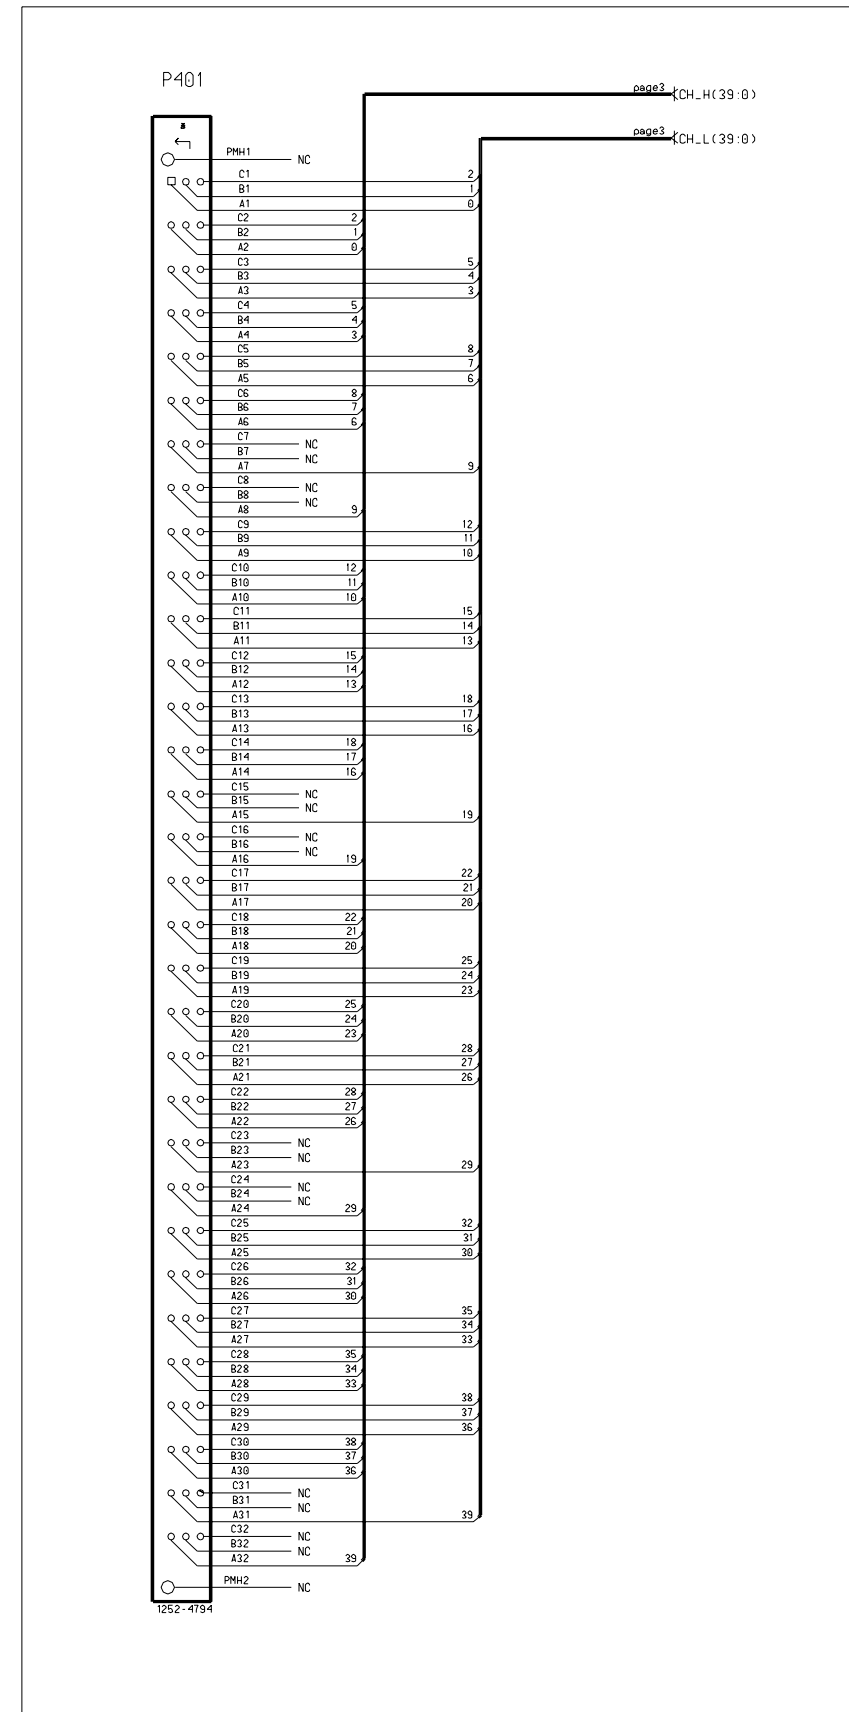 P401
page3 CH_H(39:0)
page3 CH_L(39:0)
PMH1 NC
C1 2
B1 1
A1 0
C2 2
B2 1
A2 0
C3 5
B3 4
A3 3
C4 5
B4 4
A4 3
C5 8
B5 7
A5 6
C6 8
B6 7
A6 6
C7 NC
B7 NC
A7 9
C8 NC
B8 NC
A8 9
C9 12
B9 11
A9 10
C10 12
B10 11
A10 10
C11 15
B11 14
A11 13
C12 15
B12 14
A12 13
C13 18
B13 17
A13 16
C14 18
B14 17
A14 16
C15 NC
B15 NC
A15 19
C16 NC
B16 NC
A16 19
C17 22
B17 21
A17 20
C18 22
B18 21
A18 20
C19 25
B19 24
A19 23
C20 25
B20 24
A20 23
C21 28
B21 27
A21 26
C22 28
B22 27
A22 26
C23 NC
B23 NC
A23 29
C24 NC
B24 NC
A24 29
C25 32
B25 31
A25 30
C26 32
B26 31
A26 30
C27 35
B27 34
A27 33
C28 35
B28 34
A28 33
C29 38
B29 37
A29 36
C30 38
B30 37
A30 36
C31 NC
B31 NC
A31 39
C32 NC
B32 NC
A32 39
PMH2 NC
1252-4794